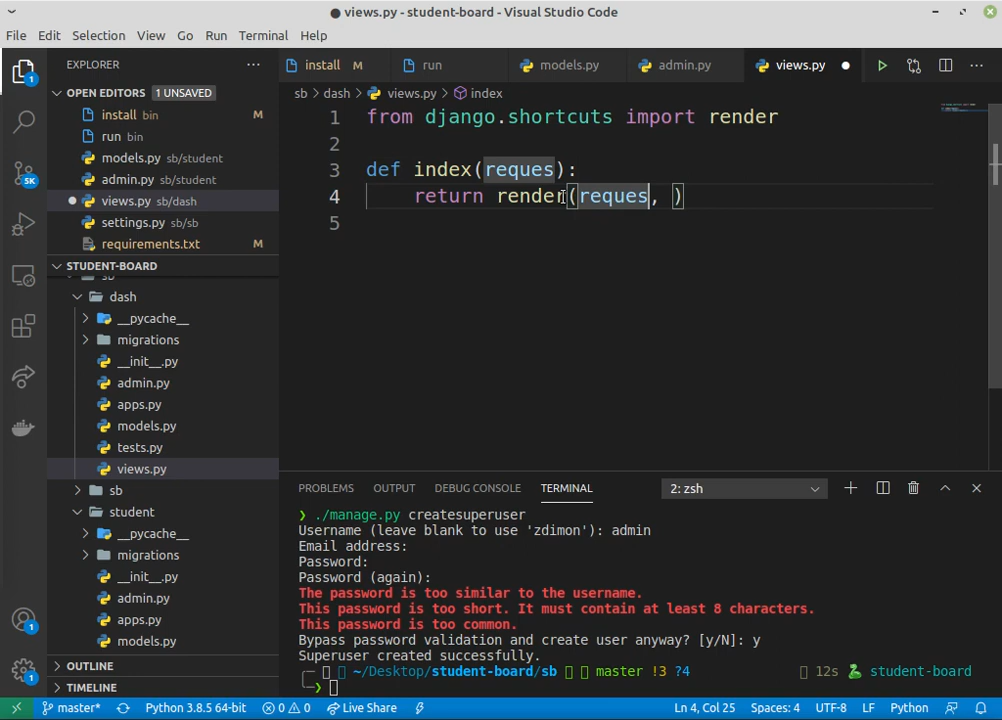 views.py - student-board - Visual Studio Code
File Edit Selection View Go Run Terminal Help
EXPLORER
install M
run
models.py
admin.py
views.py
OPEN EDITORS 1 UNSAVED
sb > dash > views.py > index
install bin M
run
models.py sb/student
admin.py sb/student
views.py sb/dash
settings.py sb/sb
requirements.txt M
1 from django.shortcuts import render
2
3 def index(reques):
4 return render(reques, )
5
STUDENT-BOARD
sb
dash
__pycache__
migrations
__init__.py
admin.py
apps.py
models.py
tests.py
views.py
sb
student
__pycache__
migrations
__init__.py
admin.py
apps.py
models.py
OUTLINE
TIMELINE
1
5K
1
1
PROBLEMS OUTPUT DEBUG CONSOLE TERMINAL 2: zsh
❯ ./manage.py createsuperuser
Username (leave blank to use 'zdimon'): admin
Email address:
Password:
Password (again):
The password is too similar to the username.
This password is too short. It must contain at least 8 characters.
This password is too common.
Bypass password validation and create user anyway? [y/N]: y
Superuser created successfully.
~/Desktop/student-board/sb master !3 ?4 12s student-board
❯
master* Python 3.8.5 64-bit 0 0 Live Share Ln 4, Col 25 Spaces: 4 UTF-8 LF Python